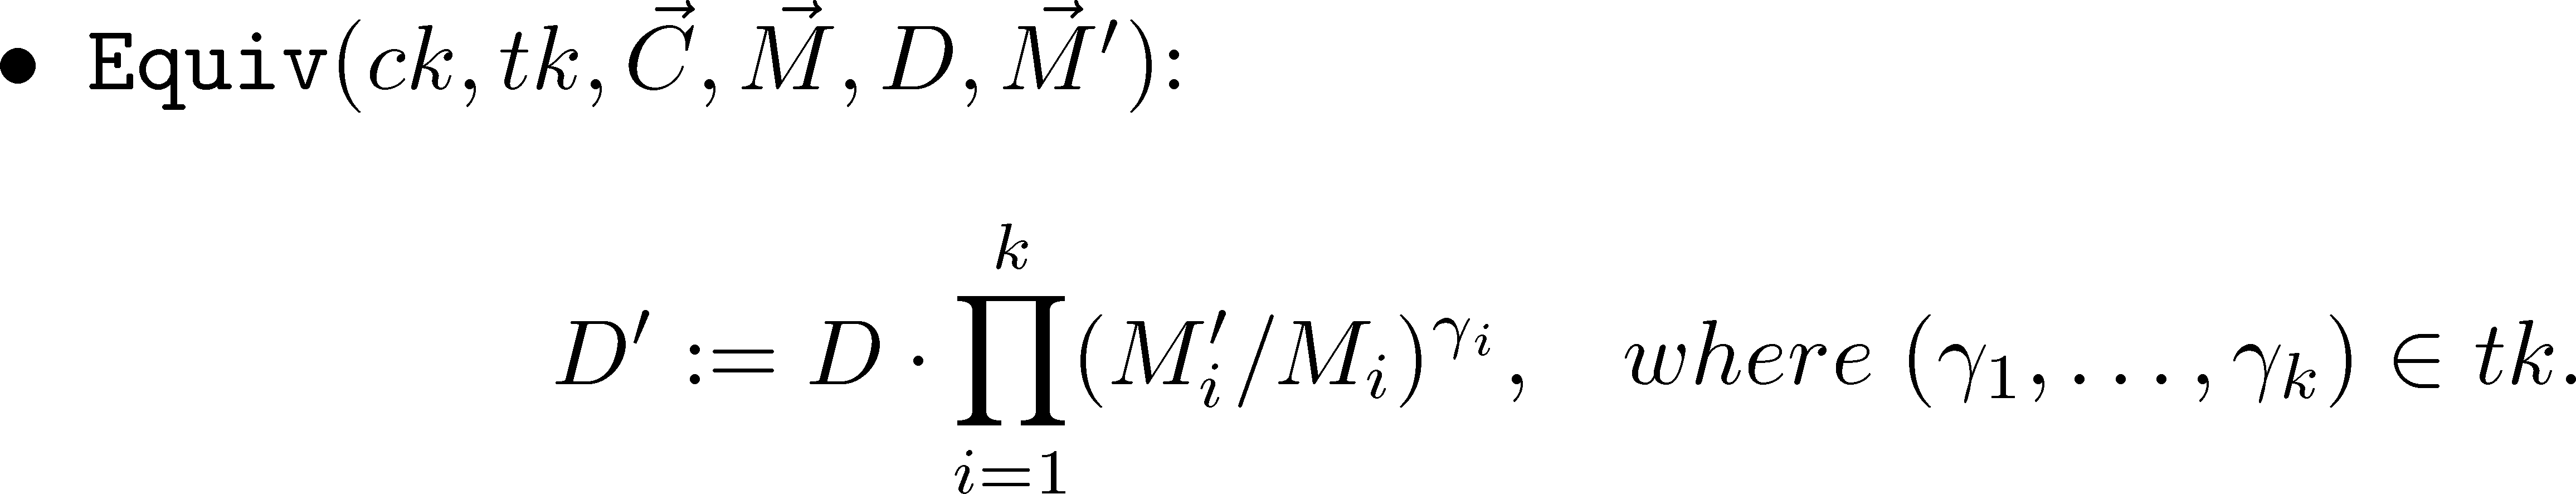 • Equiv(ck, tk, C⃗, M⃗, D, M⃗′):
D′ := D · ∏_{i=1}^{k} (M′_i/M_i)^{γ_i}, where (γ_1, . . . , γ_k) ∈ tk.